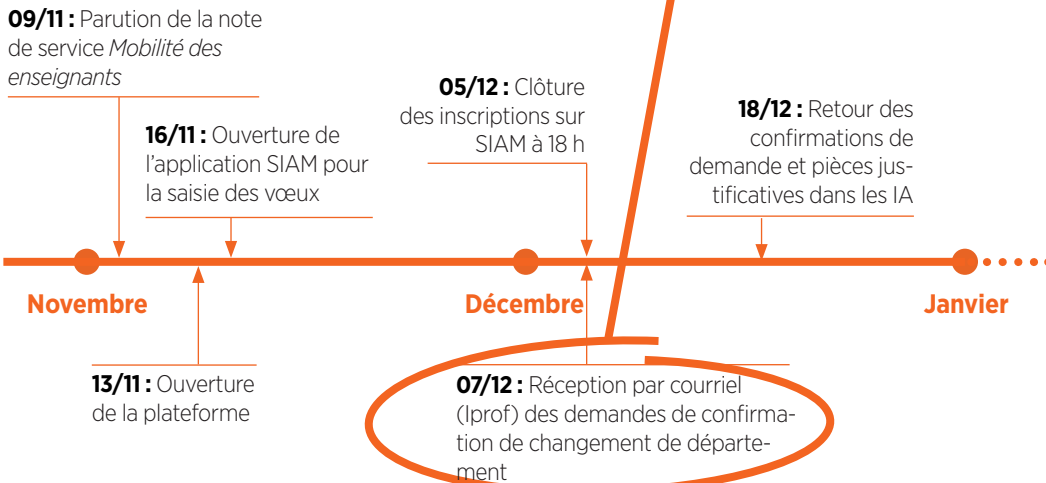 09/11 : Parution de la note
de service Mobilité des
enseignants
16/11 : Ouverture de
l'application SIAM pour
la saisie des vœux
05/12 : Clôture
des inscriptions sur
SIAM à 18 h
18/12 : Retour des
confirmations de
demande et pièces jus-
tificatives dans les IA
Novembre
Décembre
Janvier
13/11 : Ouverture
de la plateforme
07/12 : Réception par courriel
(Iprof) des demandes de confirma-
tion de changement de départe-
ment